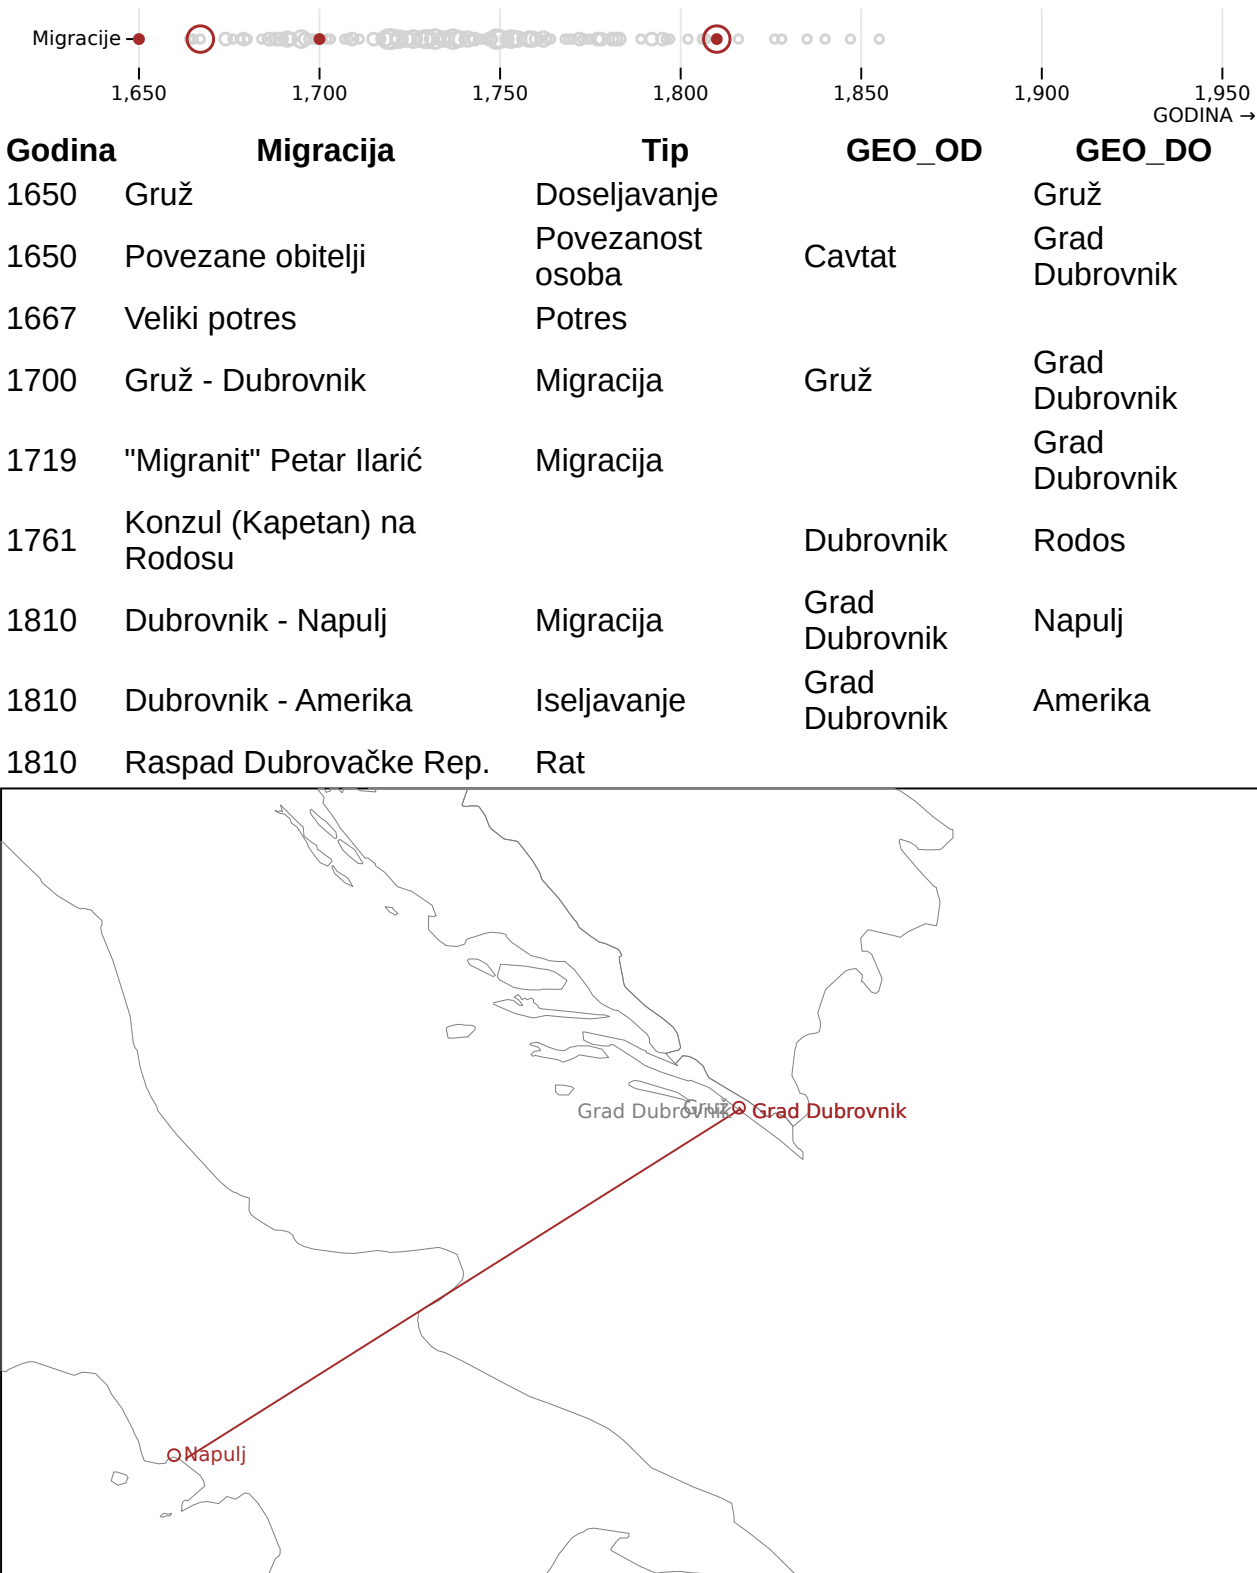 Migracije
1,650 1,700 1,750 1,800 1,850 1,900 1,950
GODINA →
Godina Migracija Tip GEO_OD GEO_DO
1650 Gruž Doseljavanje Gruž
1650 Povezane obitelji Povezanost osoba Cavtat Grad Dubrovnik
1667 Veliki potres Potres
1700 Gruž - Dubrovnik Migracija Gruž Grad Dubrovnik
1719 "Migranit" Petar Ilarić Migracija Grad Dubrovnik
1761 Konzul (Kapetan) na Rodosu Dubrovnik Rodos
1810 Dubrovnik - Napulj Migracija Grad Dubrovnik Napulj
1810 Dubrovnik - Amerika Iseljavanje Grad Dubrovnik Amerika
1810 Raspad Dubrovačke Rep. Rat
Grad Dubrovnik Gruž Grad Dubrovnik
Napulj